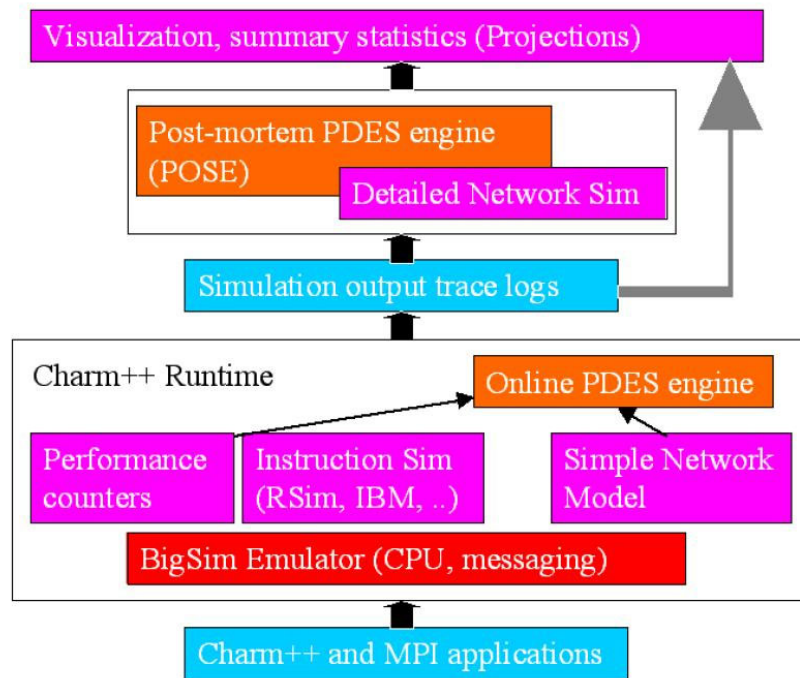 Visualization, summary statistics (Projections)
Post-mortem PDES engine
(POSE)
Detailed Network Sim
Simulation output trace logs
Charm++ Runtime
Online PDES engine
Performance
counters
Instruction Sim
(RSim, IBM, ..)
Simple Network
Model
BigSim Emulator (CPU, messaging)
Charm++ and MPI applications